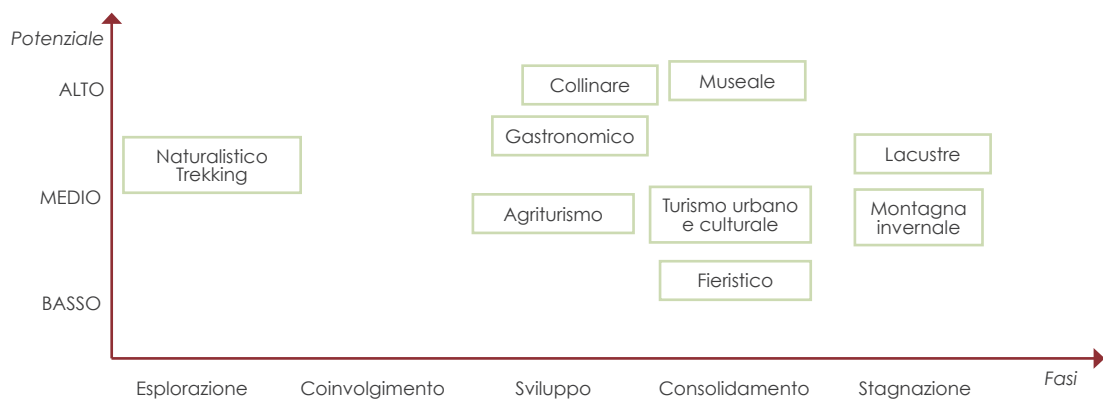 Potenziale
ALTO
Collinare
Museale
Gastronomico
Naturalistico
Trekking
Lacustre
MEDIO
Agriturismo
Turismo urbano
e culturale
Montagna
invernale
Fieristico
BASSO
Esplorazione
Coinvolgimento
Sviluppo
Consolidamento
Stagnazione
Fasi